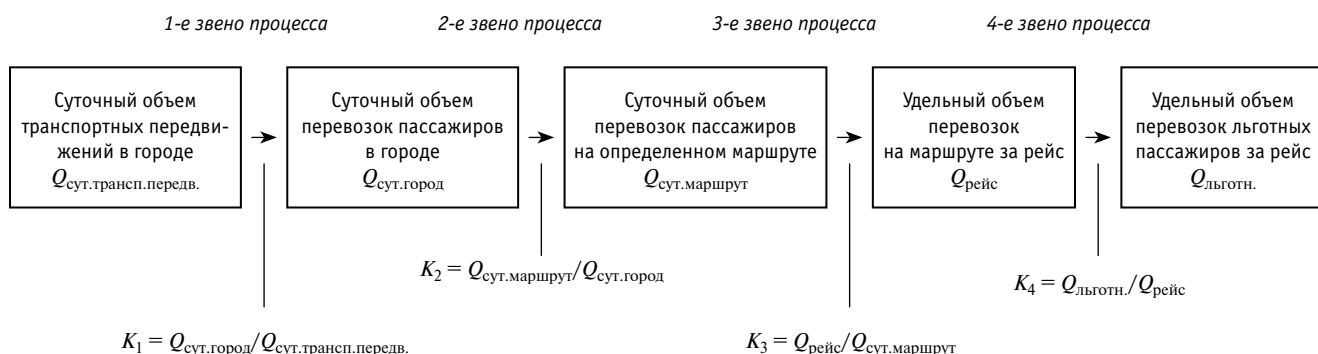 1-е звено процесса
2-е звено процесса
3-е звено процесса
4-е звено процесса
Суточный объем
транспортных передви-
жений в городе
Qсут.трансп.передв.
Суточный объем
перевозок пассажиров
в городе
Qсут.город
Суточный объем
перевозок пассажиров
на определенном маршруте
Qсут.маршрут
Удельный объем
перевозок
на маршруте за рейс
Qрейс
Удельный объем
перевозок льготных
пассажиров за рейс
Qльготн.
K2 = Qсут.маршрут/Qсут.город
K4 = Qльготн./Qрейс
K1 = Qсут.город/Qсут.трансп.передв.
K3 = Qрейс/Qсут.маршрут